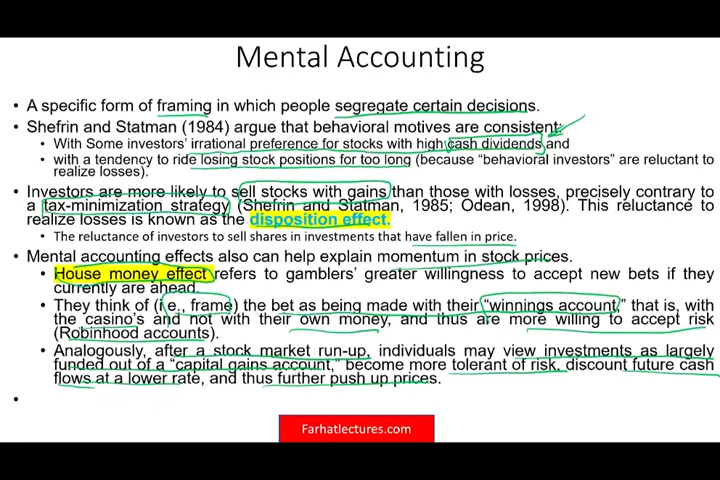 Mental Accounting
• A specific form of framing in which people segregate certain decisions.
• Shefrin and Statman (1984) argue that behavioral motives are consistent:
• With Some investors' irrational preference for stocks with high cash dividends and
• with a tendency to ride losing stock positions for too long (because "behavioral investors" are reluctant to
realize losses).
• Investors are more likely to sell stocks with gains than those with losses, precisely contrary to
a tax-minimization strategy (Shefrin and Statman, 1985; Odean, 1998). This reluctance to
realize losses is known as the disposition effect.
• The reluctance of investors to sell shares in investments that have fallen in price.
• Mental accounting effects also can help explain momentum in stock prices.
• House money effect refers to gamblers' greater willingness to accept new bets if they
currently are ahead.
• They think of (i.e., frame) the bet as being made with their "winnings account," that is, with
the casino's and not with their own money, and thus are more willing to accept risk
(Robinhood accounts).
• Analogously, after a stock market run-up, individuals may view investments as largely
funded out of a "capital gains account," become more tolerant of risk, discount future cash
flows at a lower rate, and thus further push up prices.
•
Farhatlectures.com